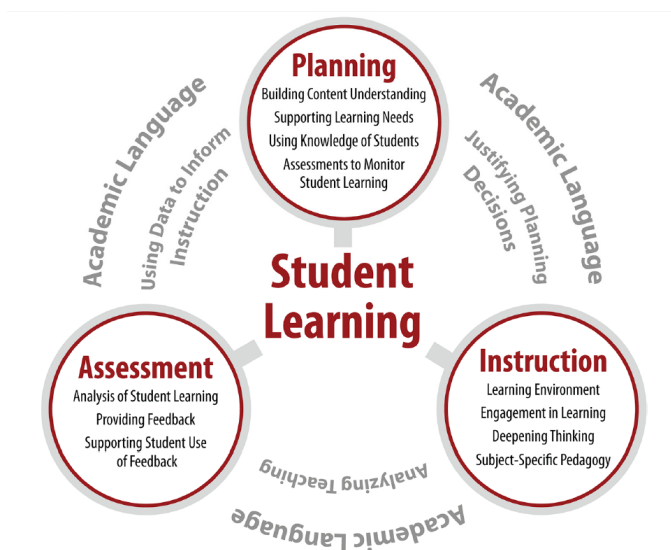 Planning
Building Content Understanding
Supporting Learning Needs
Using Knowledge of Students
Assessments to Monitor
Student Learning
Academic Language
Using Data to Inform
Instruction
Academic Language
Justifying Planning
Decisions
Student
Learning
Assessment
Analysis of Student Learning
Providing Feedback
Supporting Student Use
of Feedback
Instruction
Learning Environment
Engagement in Learning
Deepening Thinking
Subject-Specific Pedagogy
Analyzing Teaching
Academic Language